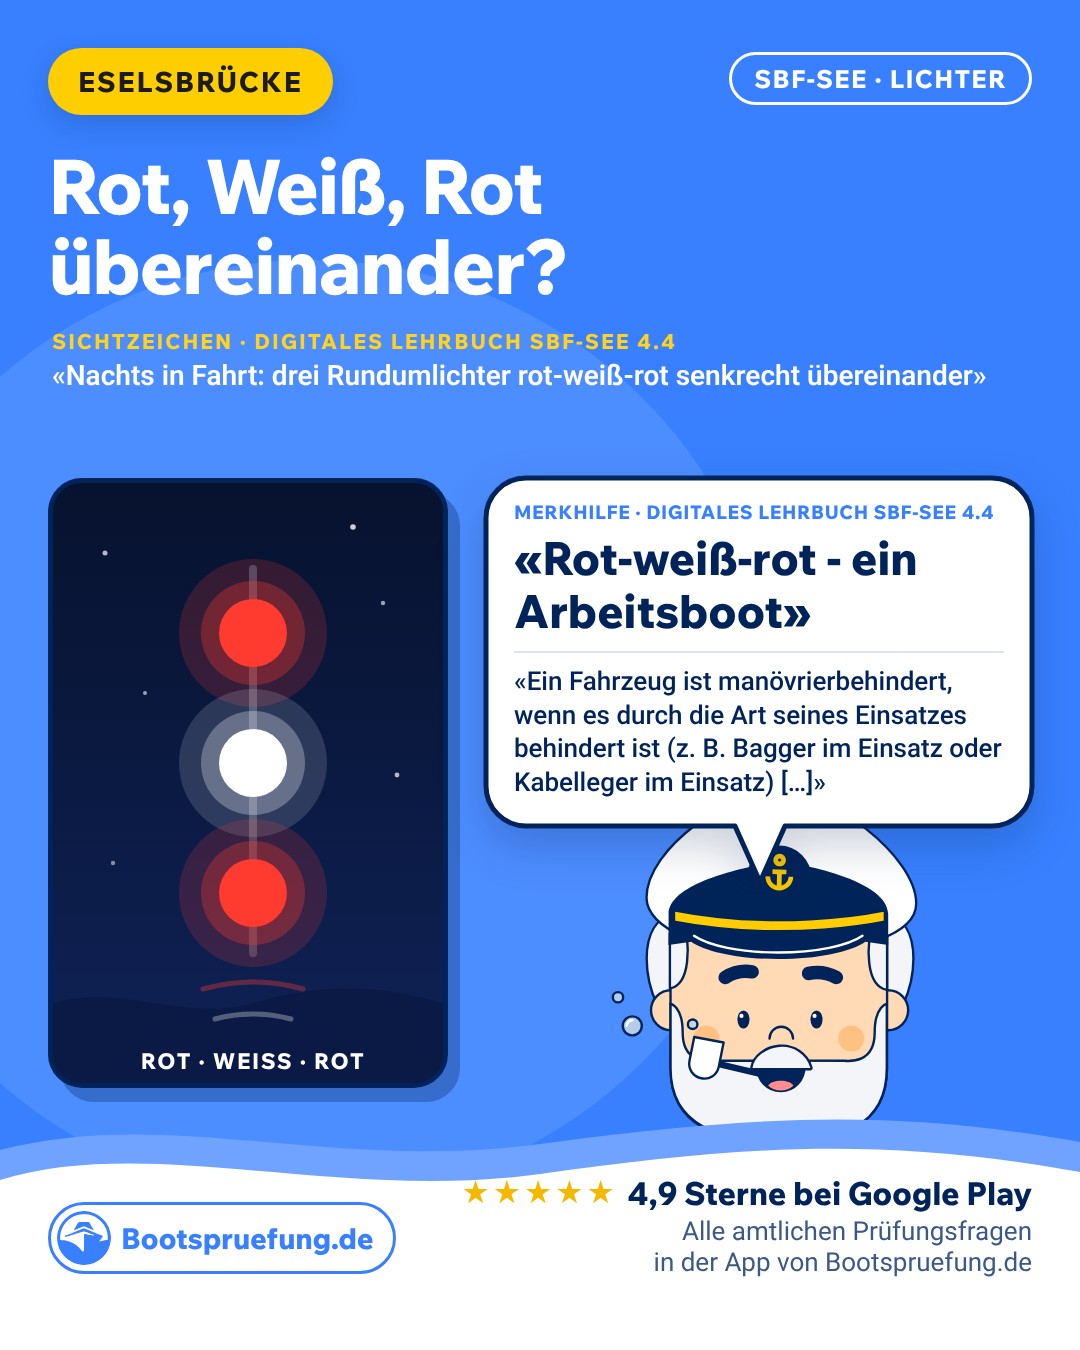 ESELSBRÜCKE
SBF-SEE · LICHTER
Rot, Weiß, Rot
übereinander?
SICHTZEICHEN · DIGITALES LEHRBUCH SBF-SEE 4.4
«Nachts in Fahrt: drei Rundumlichter rot-weiß-rot senkrecht übereinander»
MERKHILFE · DIGITALES LEHRBUCH SBF-SEE 4.4
«Rot-weiß-rot - ein
Arbeitsboot»
«Ein Fahrzeug ist manövrierbehindert,
wenn es durch die Art seines Einsatzes
behindert ist (z. B. Bagger im Einsatz oder
Kabelleger im Einsatz) [...]»
ROT · WEISS · ROT
★★★★★ 4,9 Sterne bei Google Play
Alle amtlichen Prüfungsfragen
in der App von Bootspruefung.de
Bootspruefung.de